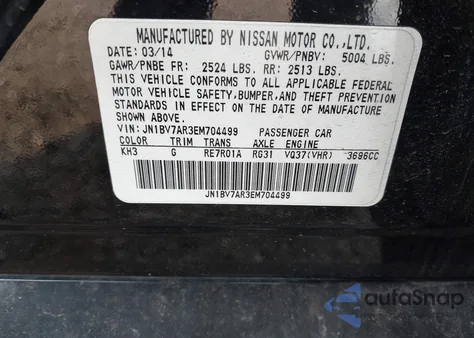 MANUFACTURED BY NISSAN MOTOR CO.,LTD.
DATE: 03/14 GVWR/PNBV: 5004 LBS.
GAWR/PNBE FR: 2524 LBS. RR: 2513 LBS.
THIS VEHICLE CONFORMS TO ALL APPLICABLE FEDERAL
MOTOR VEHICLE SAFETY,BUMPER,AND THEFT PREVENTION
STANDARDS IN EFFECT ON THE DATE OF MANUFACTURE
SHOWN ABOVE.
VIN: JN1BV7AR3EM704499 PASSENGER CAR
COLOR TRIM TRANS AXLE ENGINE
KH3 G RE7R01A RG31 VQ37(VHR) 3696CC
JN1BV7AR3EM704499
autoSnap